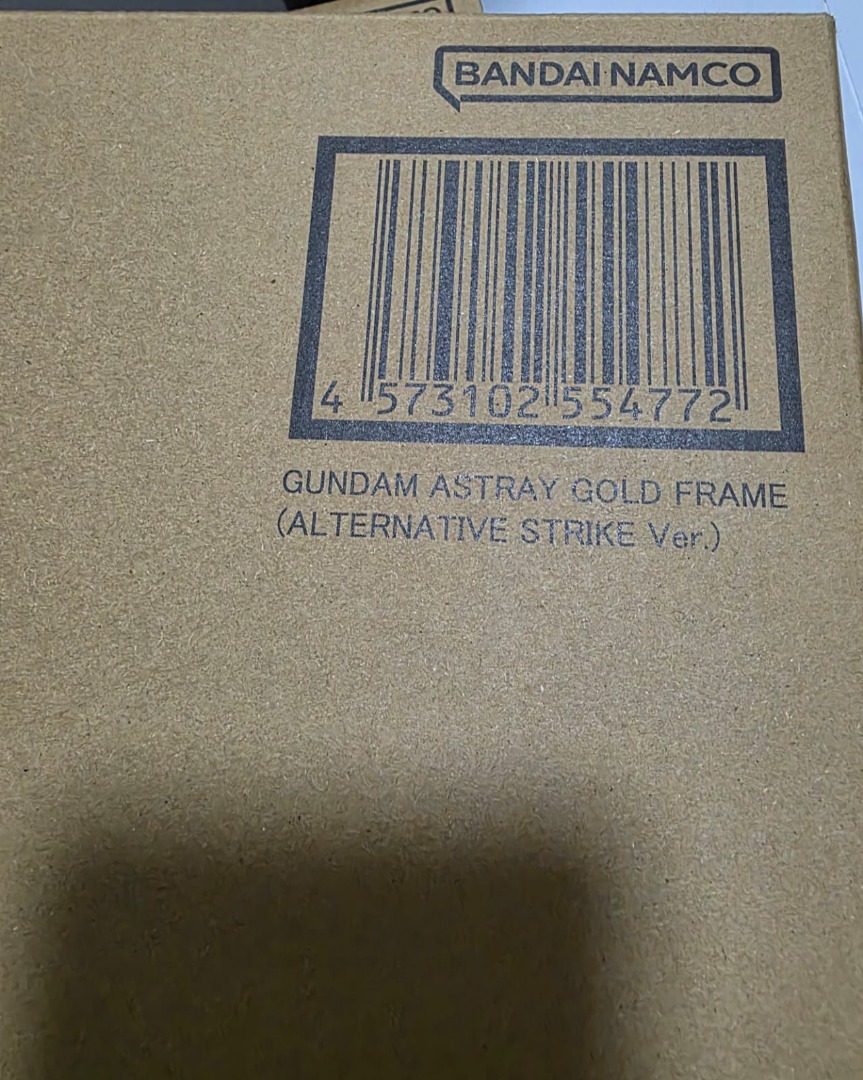 BANDAI NAMCO
4 573102 554772
GUNDAM ASTRAY GOLD FRAME
(ALTERNATIVE STRIKE Ver.)